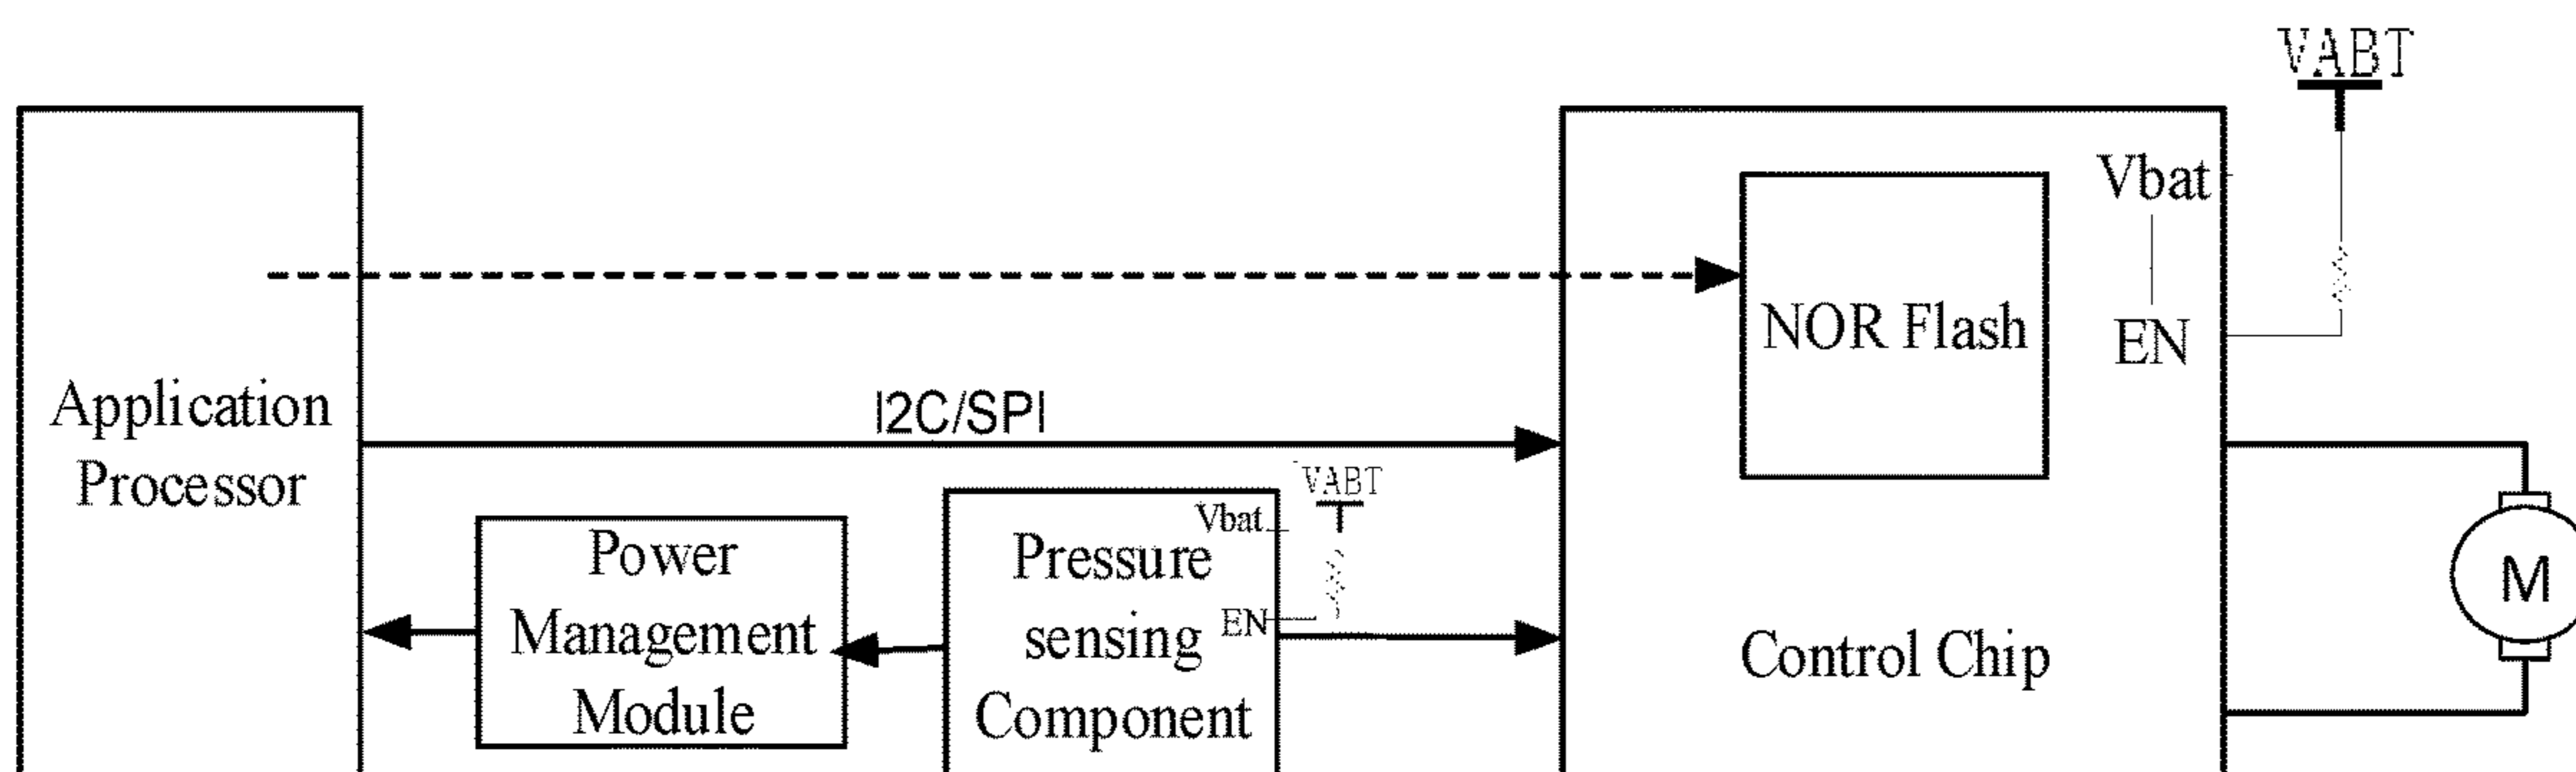 VABT
Vbat
NOR Flash
EN
Application
Processor
I2C/SPI
VABT
Vbat
Power
Management
Module
Pressure
sensing
Component
EN
Control Chip
M